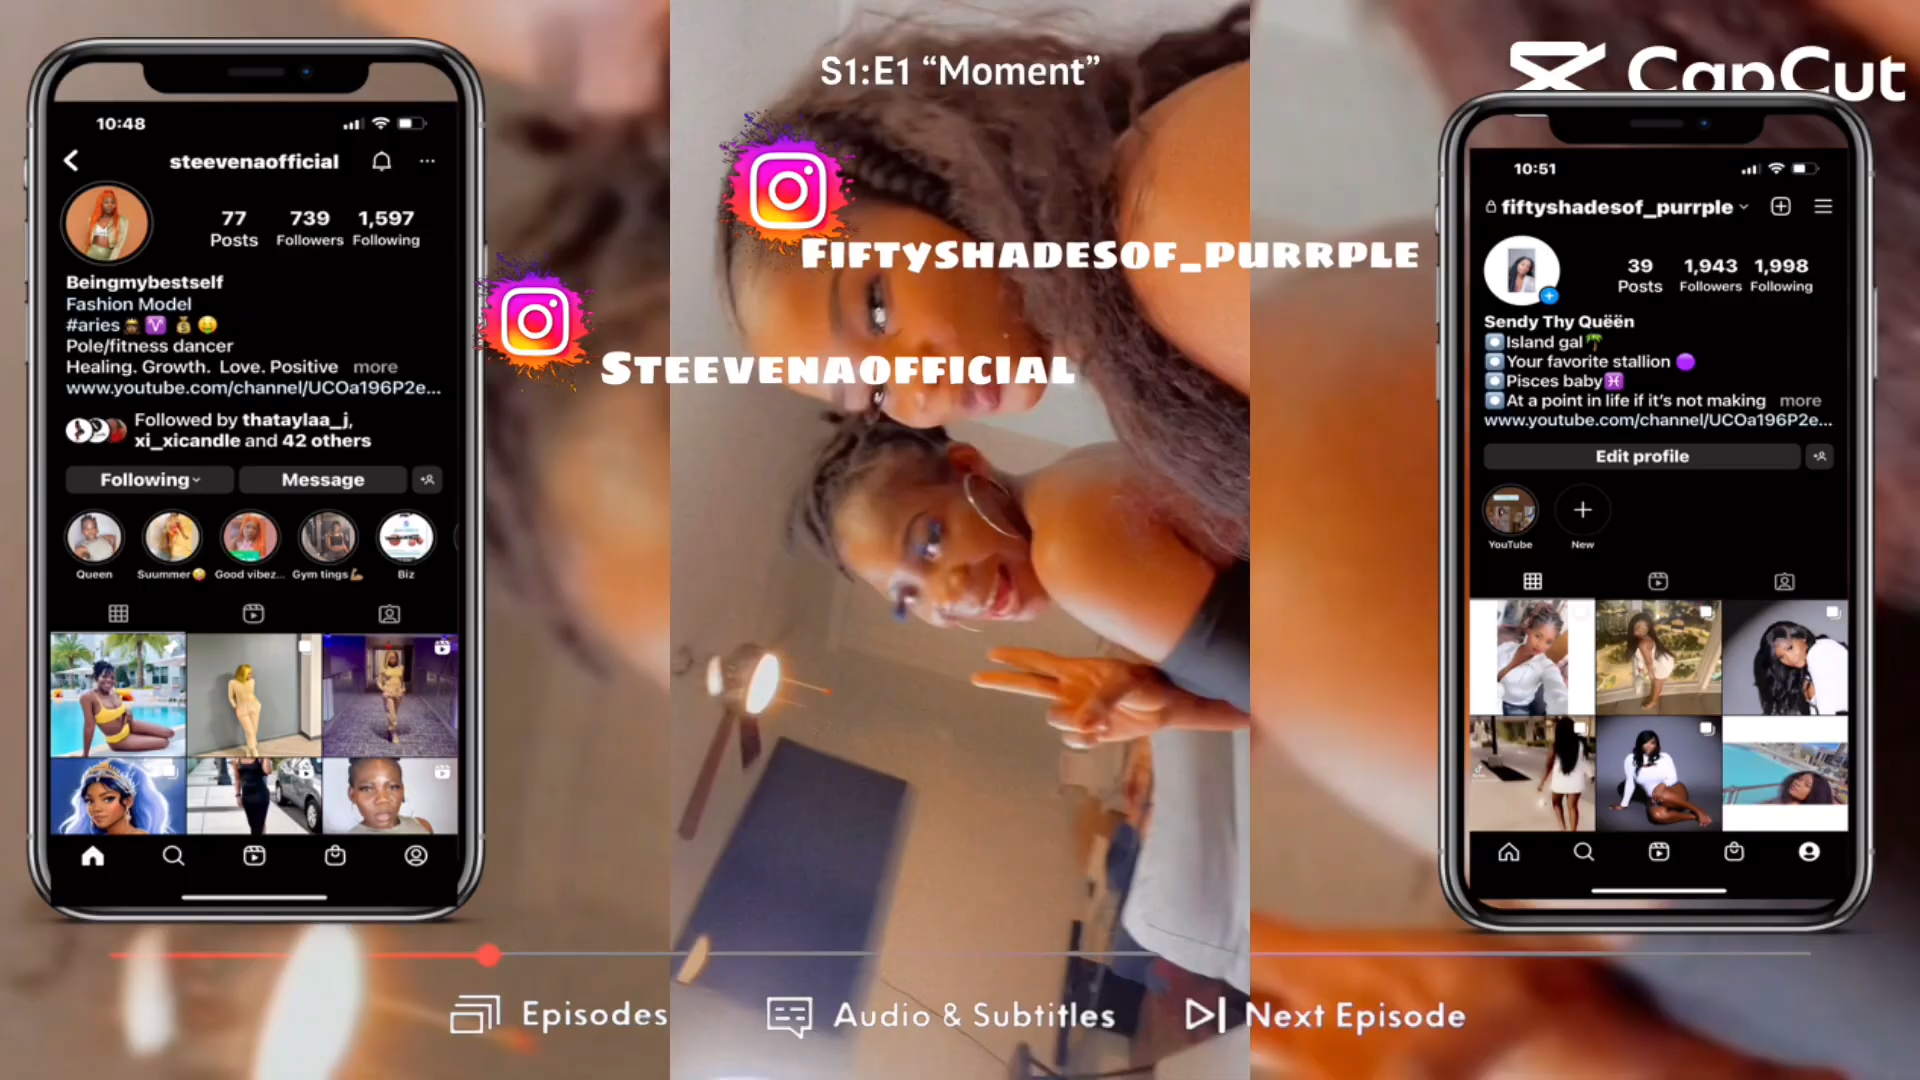 S1:E1 “Moment”
CapCut
10:48
steevenaofficial
77 739 1,597
Posts Followers Following
Beingmybestself
Fashion Model
#aries 🤴🏾♈💰🤑
Pole/fitness dancer
Healing. Growth. Love. Positive more
www.youtube.com/channel/UCOa196P2e...
Followed by thataylaa_j,
xi_xicandle and 42 others
Following Message
Queen Suummer🤪 Good vibez... Gym tings💪🏾 Biz
FIFTYSHADESOF_PURRPLE
STEEVENAOFFICIAL
10:51
fiftyshadesof_purrple
39 1,943 1,998
Posts Followers Following
Sendy Thy Quëën
⏺️Island gal🌴
⏺️Your favorite stallion 🟣
⏺️Pisces baby♓
⏺️At a point in life if it’s not making more
www.youtube.com/channel/UCOa196P2e...
Edit profile
YouTube New
Episodes Audio & Subtitles Next Episode